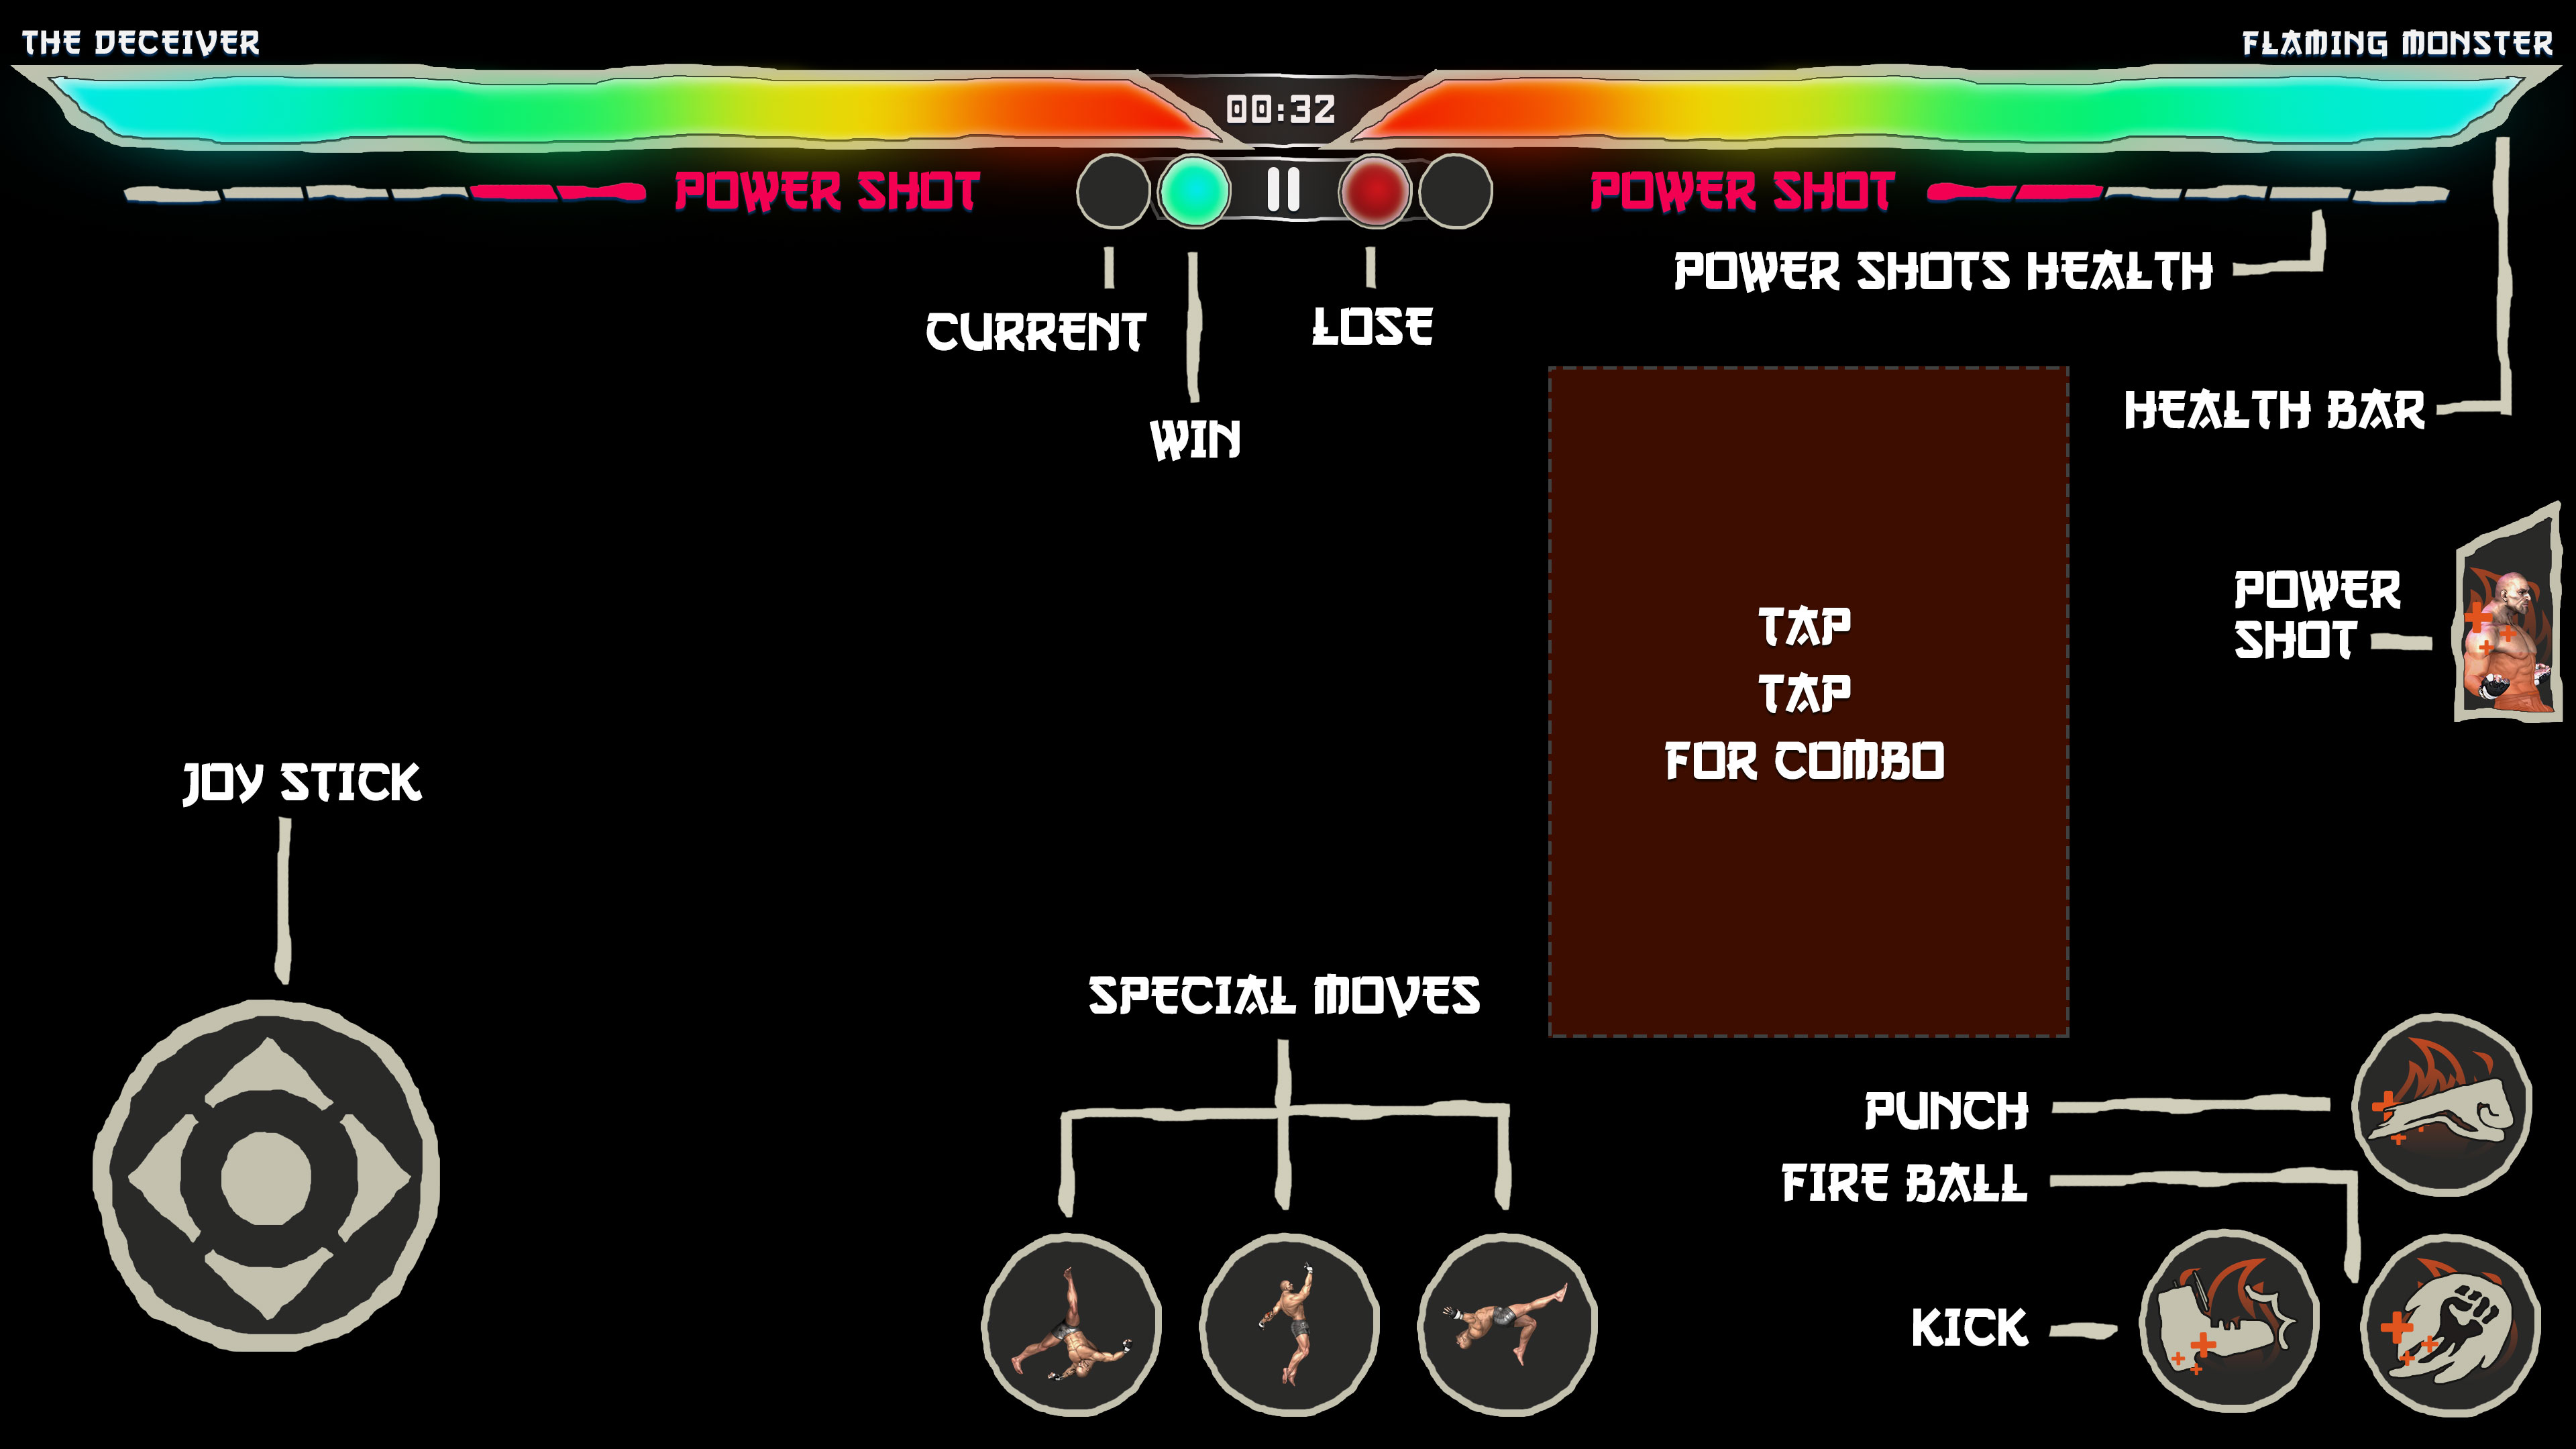 THE DECEIVER
FLAMING MONSTER
00:32
POWER SHOT
POWER SHOT
POWER SHOTS HEALTH
CURRENT
LOSE
WIN
HEALTH BAR
POWER
SHOT
TAP
TAP
FOR COMBO
JOY STICK
SPECIAL MOVES
PUNCH
FIRE BALL
KICK